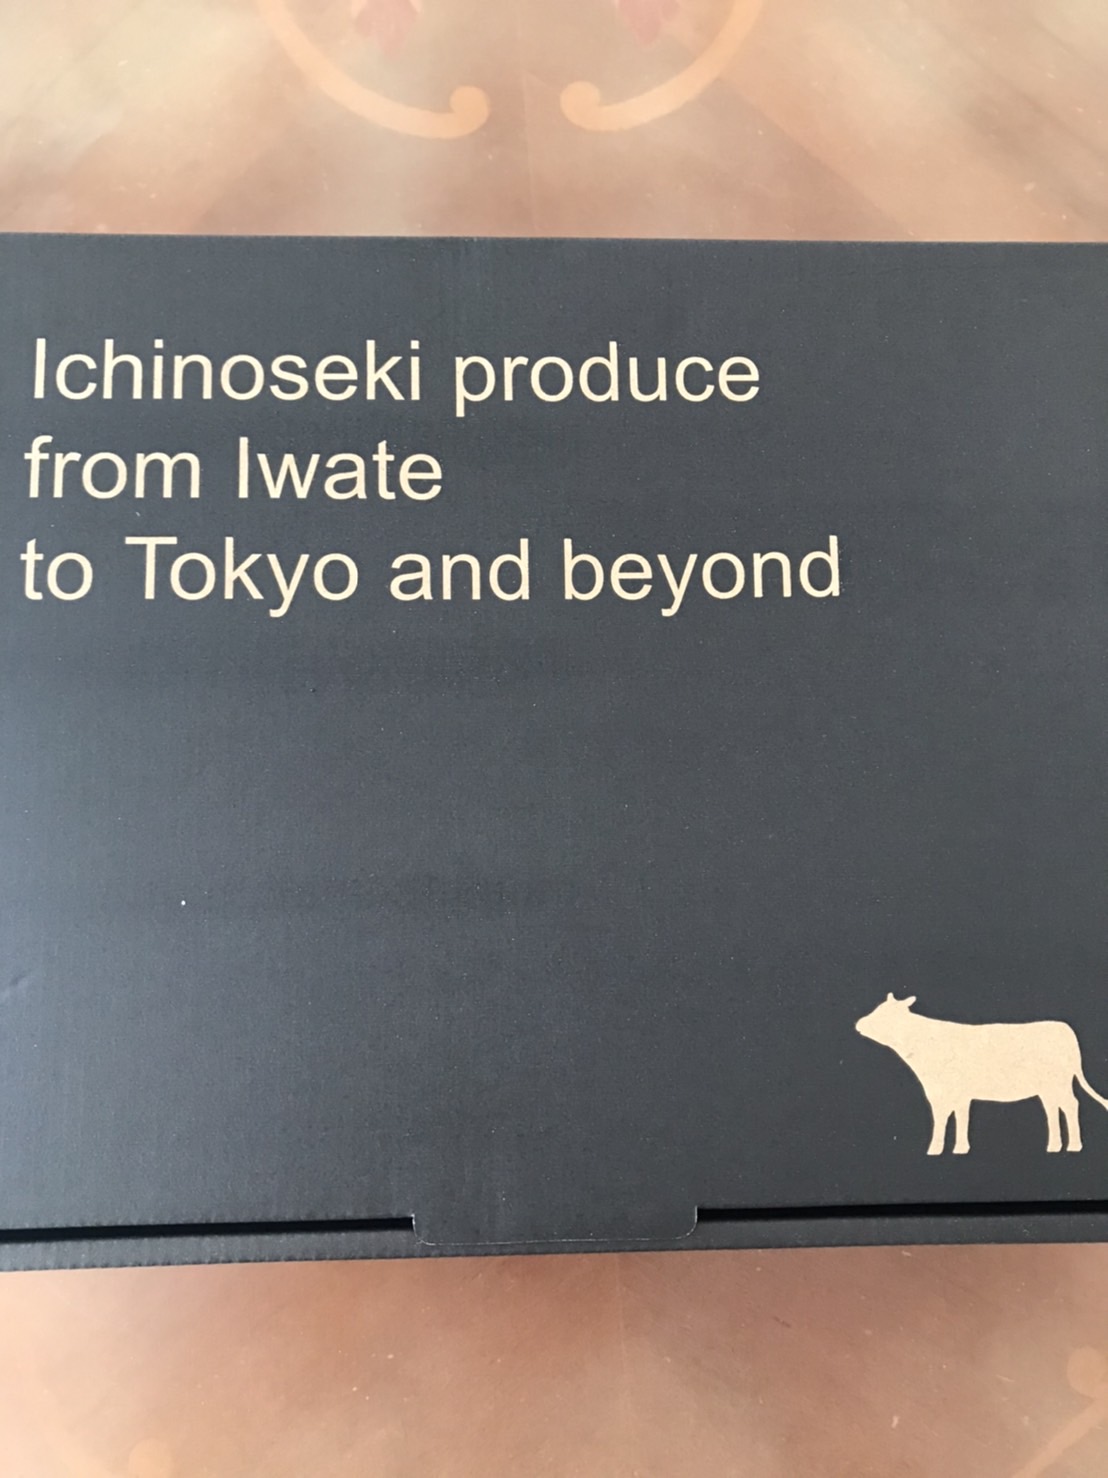 Ichinoseki produce
from Iwate
to Tokyo and beyond